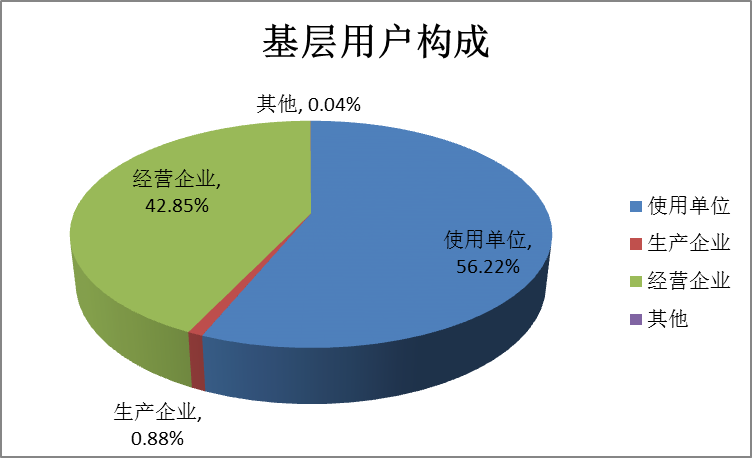 基层用户构成
其他, 0.04%
经营企业,
42.85%
使用单位,
56.22%
生产企业,
0.88%
使用单位
生产企业
经营企业
其他